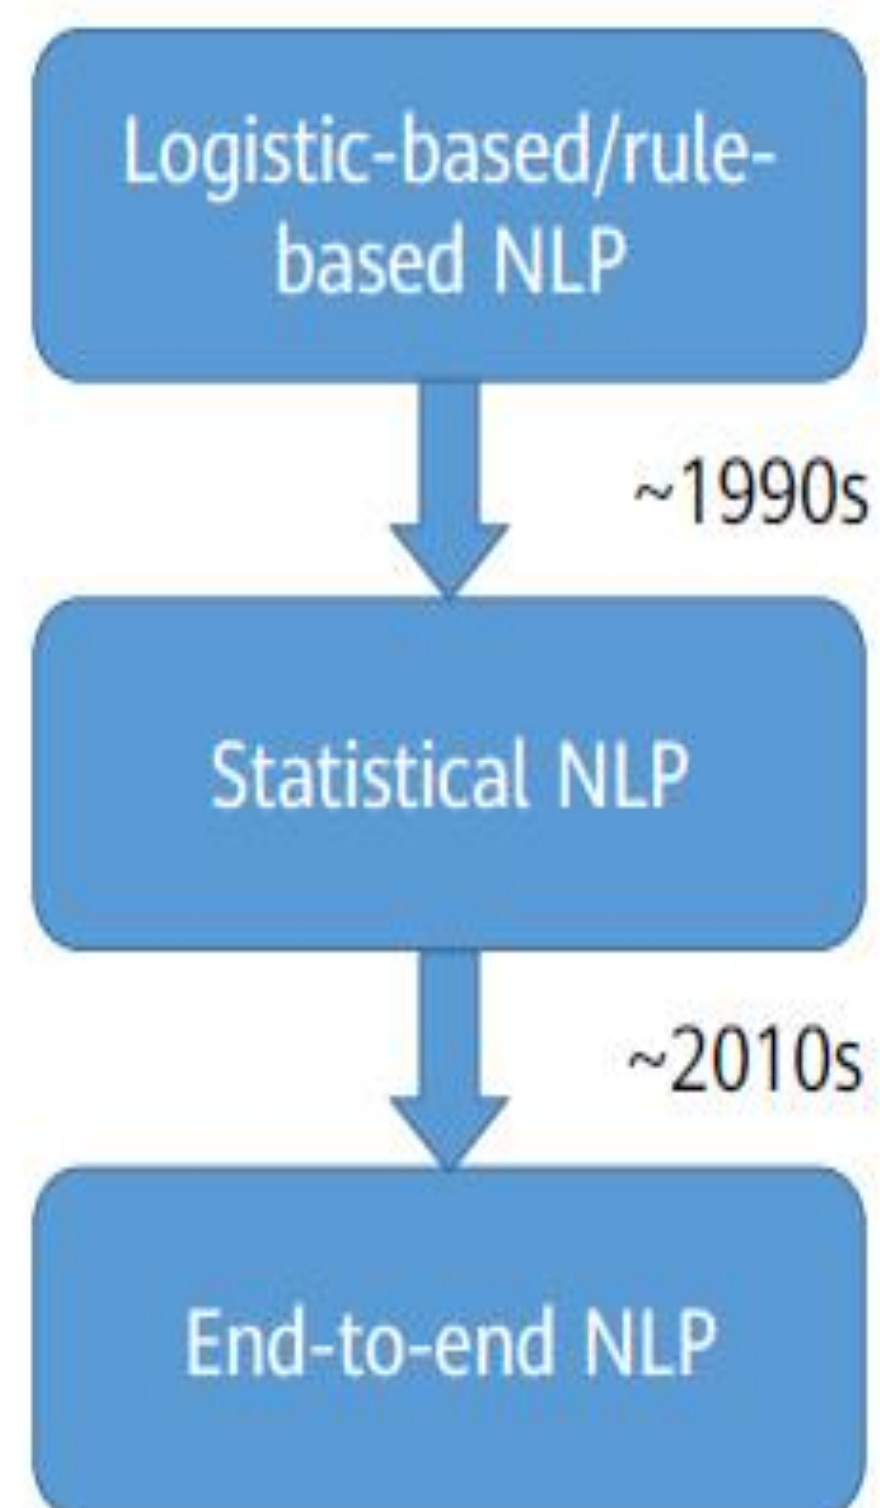 Logistic-based/rule-
based NLP
~1990s
Statistical NLP
~2010s
End-to-end NLP